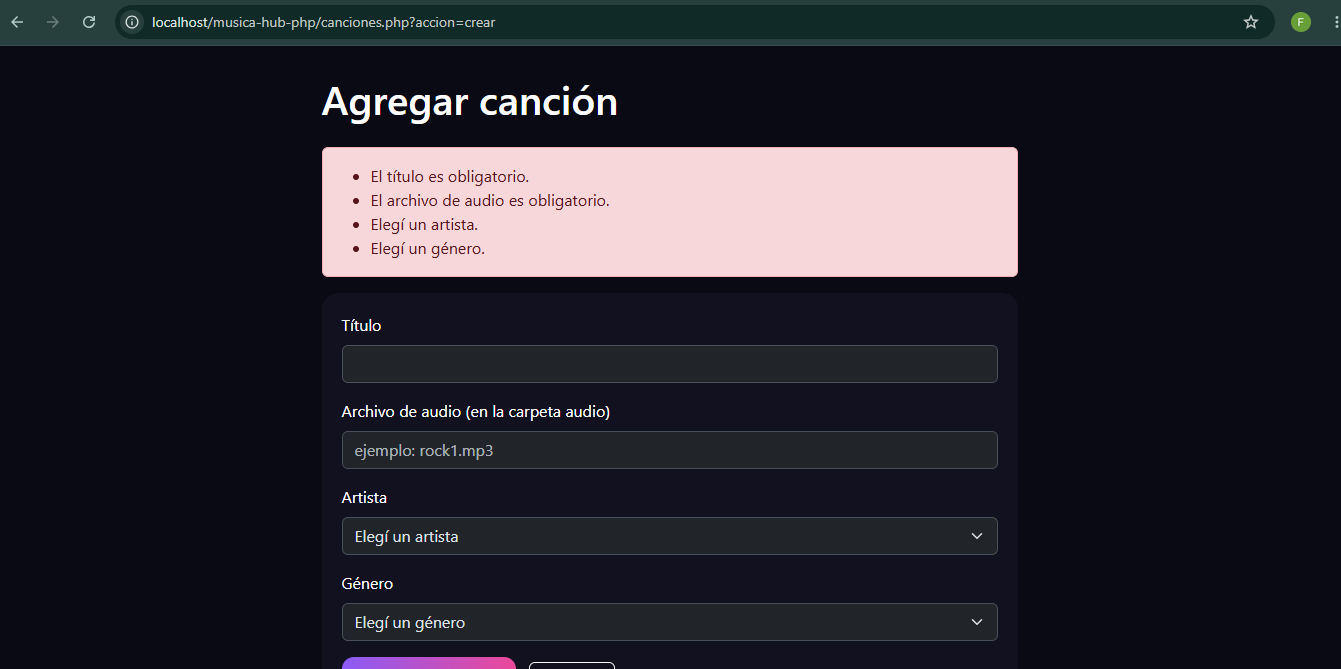 localhost/musica-hub-php/canciones.php?accion=crear
F
Agregar canción
El título es obligatorio.
El archivo de audio es obligatorio.
Elegí un artista.
Elegí un género.
Título
Archivo de audio (en la carpeta audio)
ejemplo: rock1.mp3
Artista
Elegí un artista
Género
Elegí un género